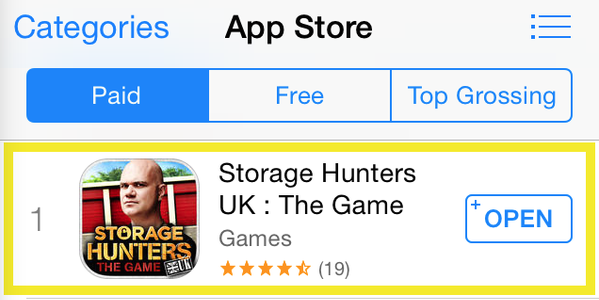 Categories
App Store
Paid
Free
Top Grossing
1
STORAGE
HUNTERS
THE GAME UK
Storage Hunters
UK : The Game
Games
(19)
+ OPEN